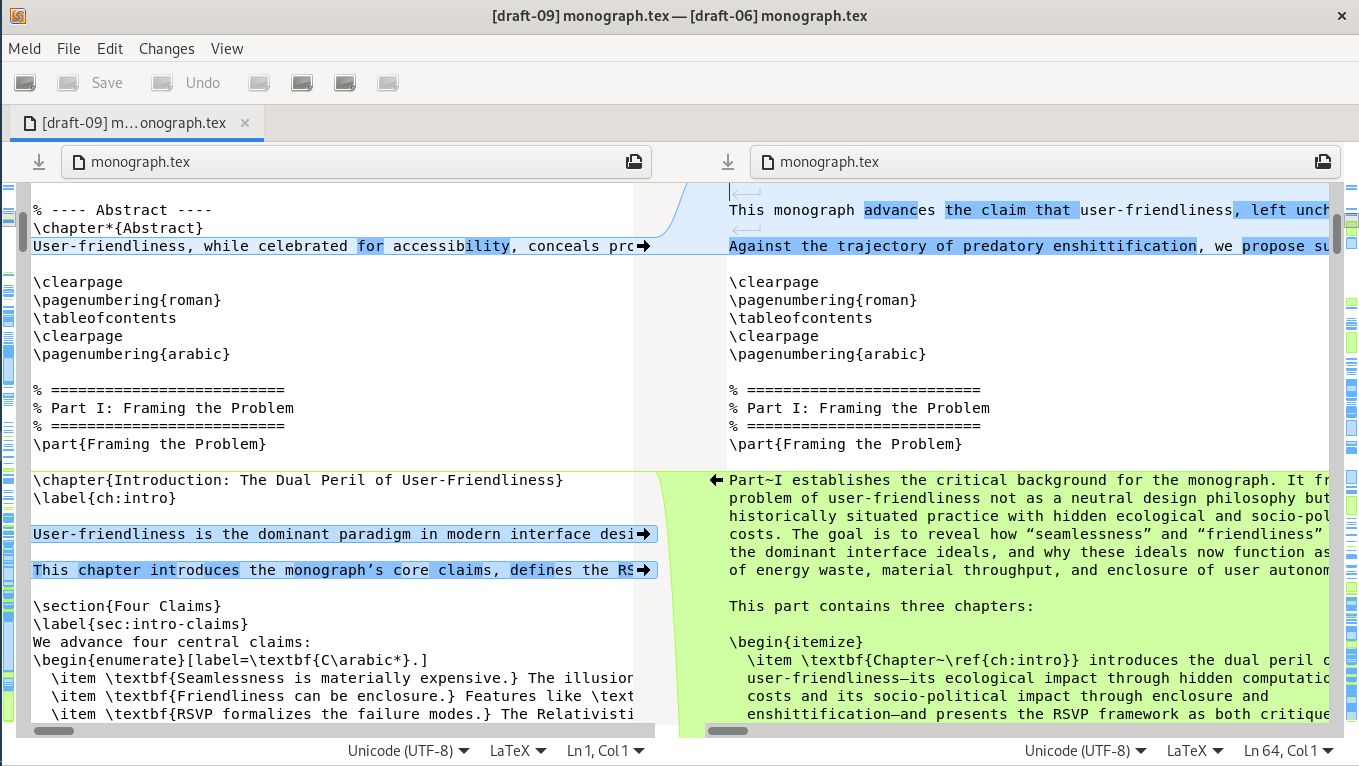 [draft-09] monograph.tex — [draft-06] monograph.tex
Meld File Edit Changes View
Save Undo
[draft-09] m…onograph.tex
monograph.tex
% ---- Abstract ----
\chapter*{Abstract}
User-friendliness, while celebrated for accessibility, conceals pro
\clearpage
\pagenumbering{roman}
\tableofcontents
\clearpage
\pagenumbering{arabic}
% ==========================
% Part I: Framing the Problem
% ==========================
\part{Framing the Problem}
\chapter{Introduction: The Dual Peril of User-Friendliness}
\label{ch:intro}
User-friendliness is the dominant paradigm in modern interface desi
This chapter introduces the monograph’s core claims, defines the RS
\section{Four Claims}
\label{sec:intro-claims}
We advance four central claims:
\begin{enumerate}[label=\textbf{C\arabic*}.]
\item \textbf{Seamlessness is materially expensive.} The illusion
\item \textbf{Friendliness can be enclosure.} Features like \text
\item \textbf{RSVP formalizes the failure modes.} The Relativisti
Unicode (UTF-8) LaTeX Ln 1, Col 1
monograph.tex
This monograph advances the claim that user-friendliness, left unch
Against the trajectory of predatory enshittification, we propose su
\clearpage
\pagenumbering{roman}
\tableofcontents
\clearpage
\pagenumbering{arabic}
% ==========================
% Part I: Framing the Problem
% ==========================
\part{Framing the Problem}
Part~I establishes the critical background for the monograph. It fr
problem of user-friendliness not as a neutral design philosophy but
historically situated practice with hidden ecological and socio-pol
costs. The goal is to reveal how “seamlessness” and “friendliness”
the dominant interface ideals, and why these ideals now function as
of energy waste, material throughput, and enclosure of user autonom
This part contains three chapters:
\begin{itemize}
\item \textbf{Chapter~\ref{ch:intro}} introduces the dual peril o
user-friendliness—its ecological impact through hidden computatio
costs and its socio-political impact through enclosure and
enshittification—and presents the RSVP framework as both critique
Unicode (UTF-8) LaTeX Ln 64, Col 1